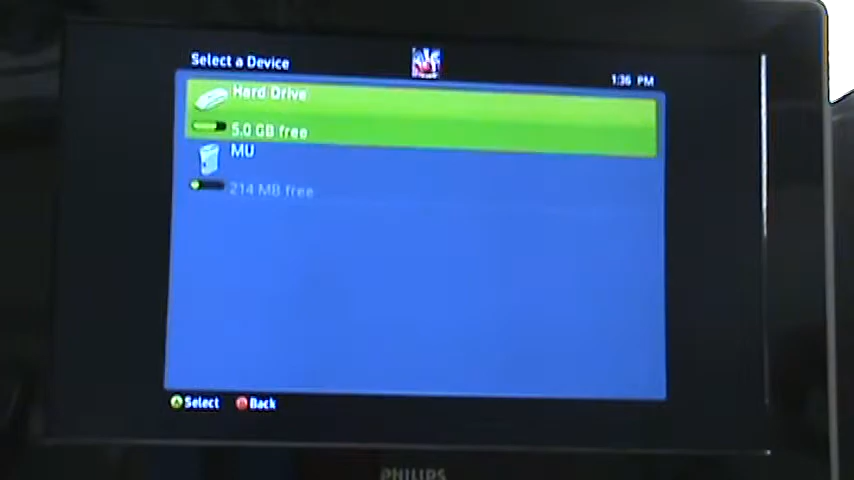 Select a Device
1:36 PM
Hard Drive
5.0 GB free
MU
214 MB free
Select
Back
PHILIPS